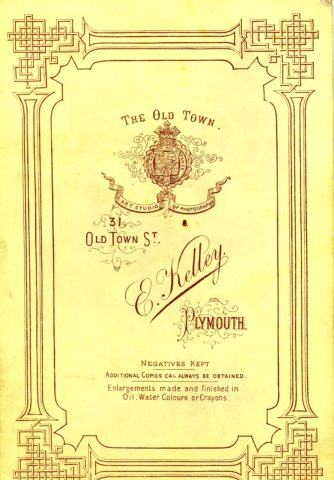 THE OLD TOWN.
ART STUDIO OF PHOTOGRAPHY
31,
OLD TOWN ST.
E. Kelley,
PLYMOUTH.
NEGATIVES KEPT
ADDITIONAL COPIES CAN ALWAYS BE OBTAINED.
Enlargements made and finished in
Oil, Water Colours or Crayons.